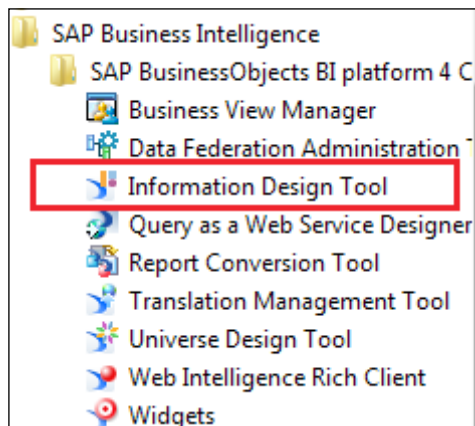 SAP Business Intelligence
SAP BusinessObjects BI platform 4 C
Business View Manager
Data Federation Administration
Information Design Tool
Query as a Web Service Designer
Report Conversion Tool
Translation Management Tool
Universe Design Tool
Web Intelligence Rich Client
Widgets